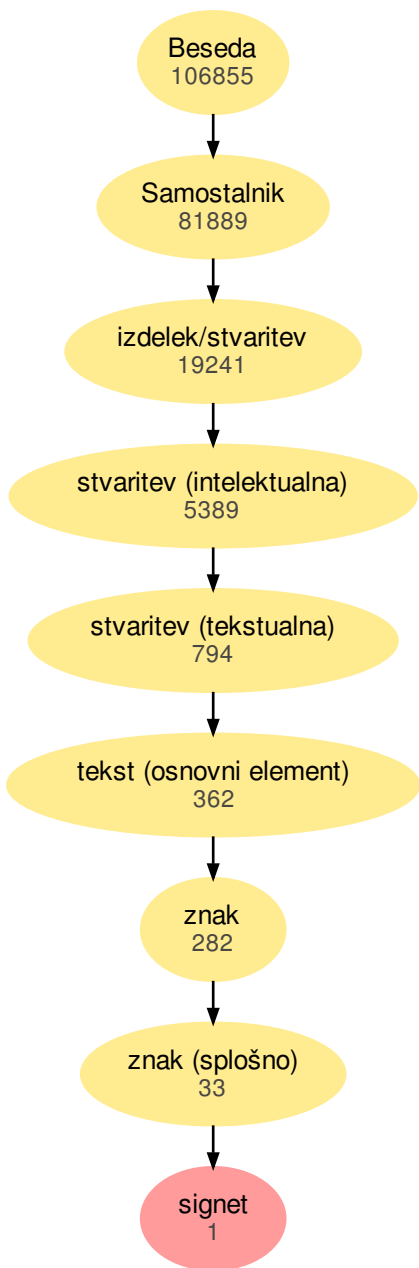 Beseda
106855
Samostalnik
81889
izdelek/stvaritev
19241
stvaritev (intelektualna)
5389
stvaritev (tekstualna)
794
tekst (osnovni element)
362
znak
282
znak (splošno)
33
signet
1